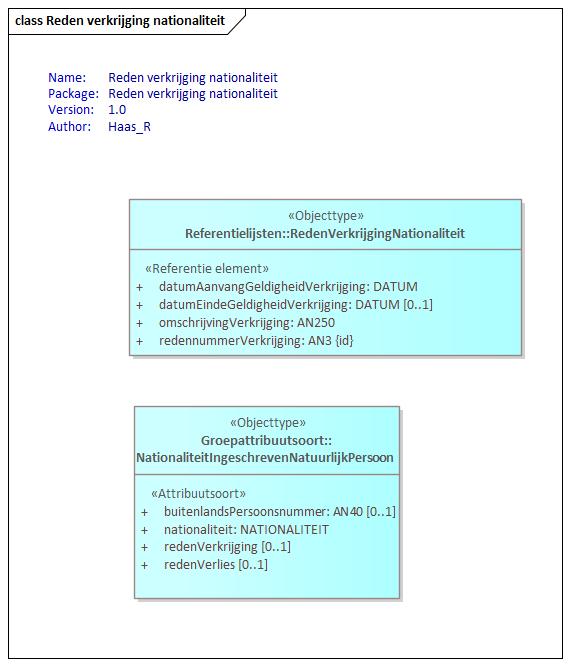 class Reden verkrijging nationaliteit
Name: Reden verkrijging nationaliteit
Package: Reden verkrijging nationaliteit
Version: 1.0
Author: Haas_R
«Objecttype»
Referentielijsten::RedenVerkrijgingNationaliteit
«Referentie element»
+ datumAanvangGeldigheidVerkrijging: DATUM
+ datumEindeGeldigheidVerkrijging: DATUM [0..1]
+ omschrijvingVerkrijging: AN250
+ redennummerVerkrijging: AN3 {id}
«Objecttype»
Groepattribuutsoort::
NationaliteitIngeschrevenNatuurlijkPersoon
«Attribuutsoort»
+ buitenlandsPersoonsnummer: AN40 [0..1]
+ nationaliteit: NATIONALITEIT
+ redenVerkrijging [0..1]
+ redenVerlies [0..1]